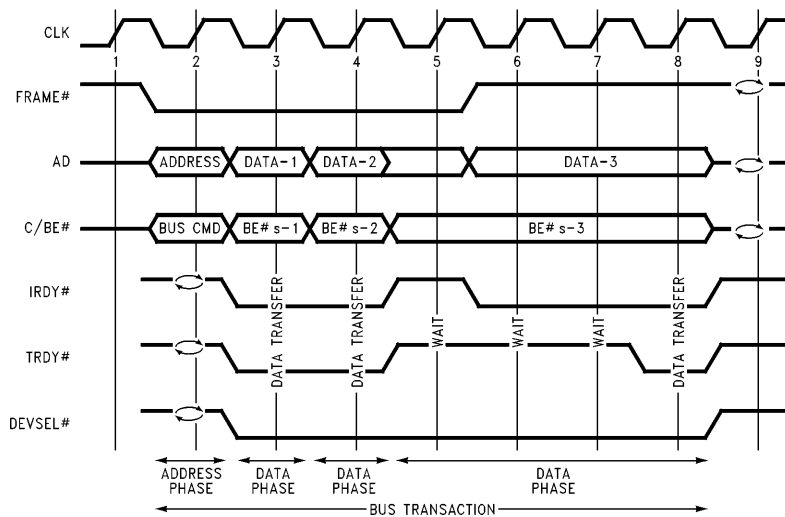 CLK
1 2 3 4 5 6 7 8 9
FRAME#
AD ADDRESS DATA-1 DATA-2 DATA-3
C/BE# BUS CMD BE# s-1 BE# s-2 BE# s-3
IRDY#
DATA TRANSFER
DATA TRANSFER
WAIT
WAIT
WAIT
DATA TRANSFER
TRDY#
DEVSEL#
ADDRESS PHASE
DATA PHASE
DATA PHASE
DATA PHASE
BUS TRANSACTION